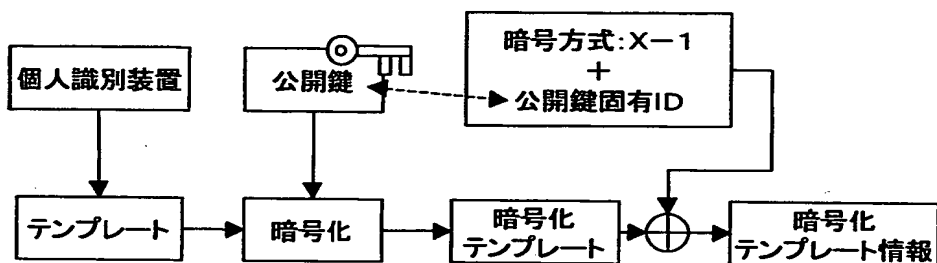 個人識別装置
公開鍵
暗号方式:X−1
+
公開鍵固有ID
テンプレート
暗号化
暗号化
テンプレート
暗号化
テンプレート情報